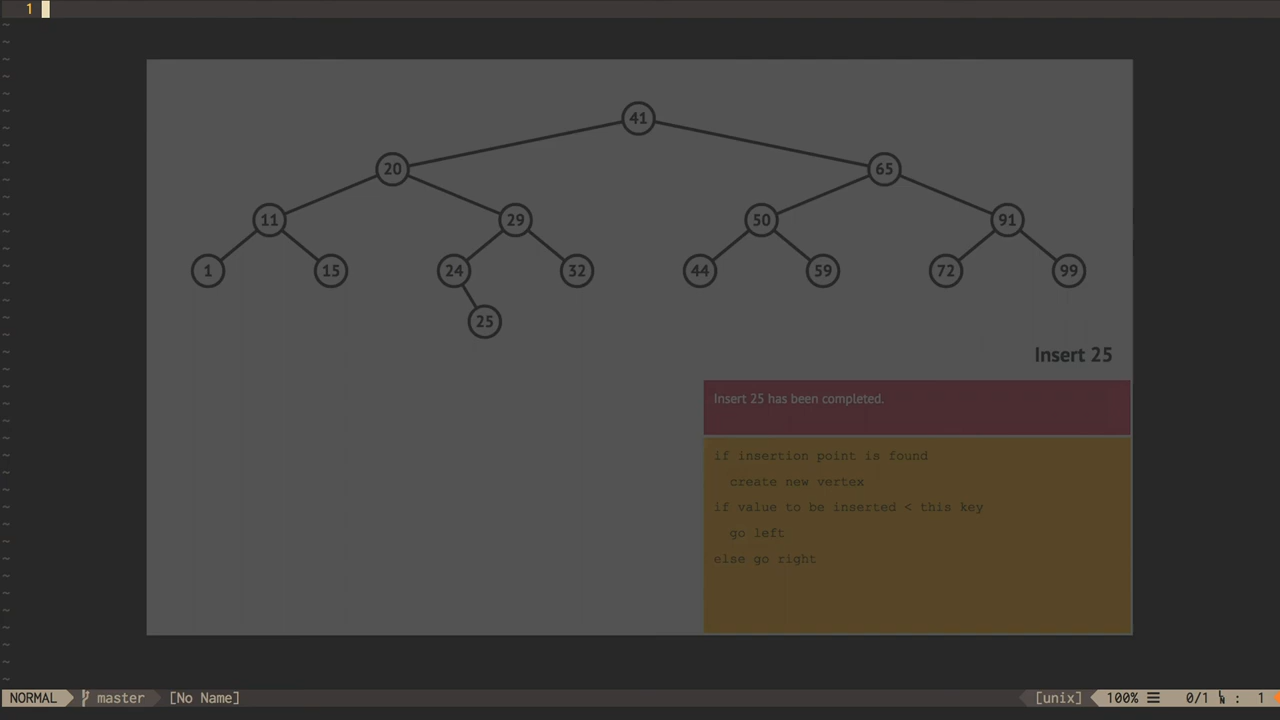 1
41
20 65
11 29 50 91
1 15 24 32 44 59 72 99
25
Insert 25
Insert 25 has been completed.
if insertion point is found
create new vertex
if value to be inserted < this key
go left
else go right
NORMAL master [No Name] [unix] 100% 0/1 : 1